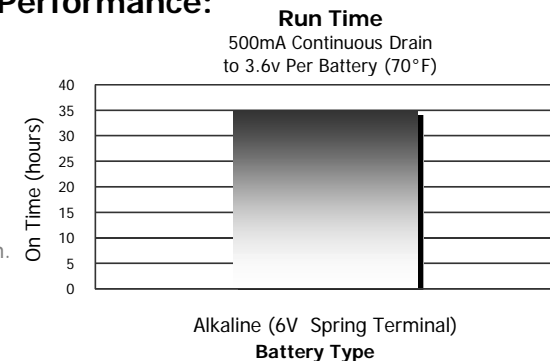 Performance:
Run Time
500mA Continuous Drain
to 3.6v Per Battery (70°F)
On Time (hours)
40
35
30
25
20
15
10
5
0
Alkaline (6V Spring Terminal)
Battery Type